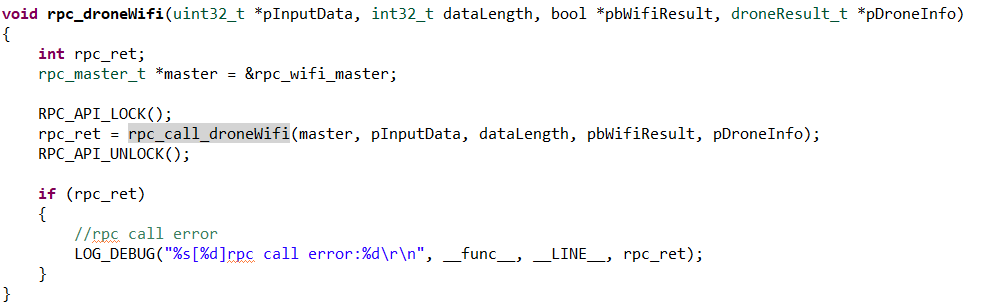 void rpc_droneWifi(uint32_t *pInputData, int32_t dataLength, bool *pbWifiResult, droneResult_t *pDroneInfo)
{
    int rpc_ret;
    rpc_master_t *master = &rpc_wifi_master;

    RPC_API_LOCK();
    rpc_ret = rpc_call_droneWifi(master, pInputData, dataLength, pbWifiResult, pDroneInfo);
    RPC_API_UNLOCK();

    if (rpc_ret)
    {
        //rpc call error
        LOG_DEBUG("%s[%d]rpc call error:%d\r\n", __func__, __LINE__, rpc_ret);
    }
}